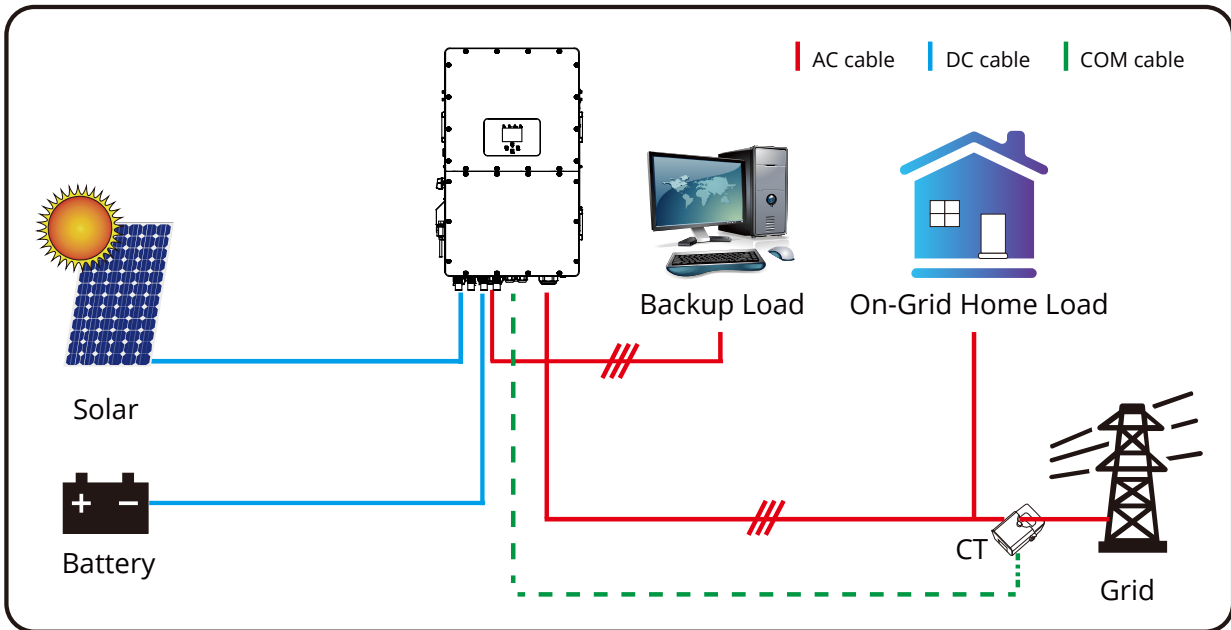 AC cable
DC cable
COM cable
Backup Load
On-Grid Home Load
Solar
Battery
CT
Grid